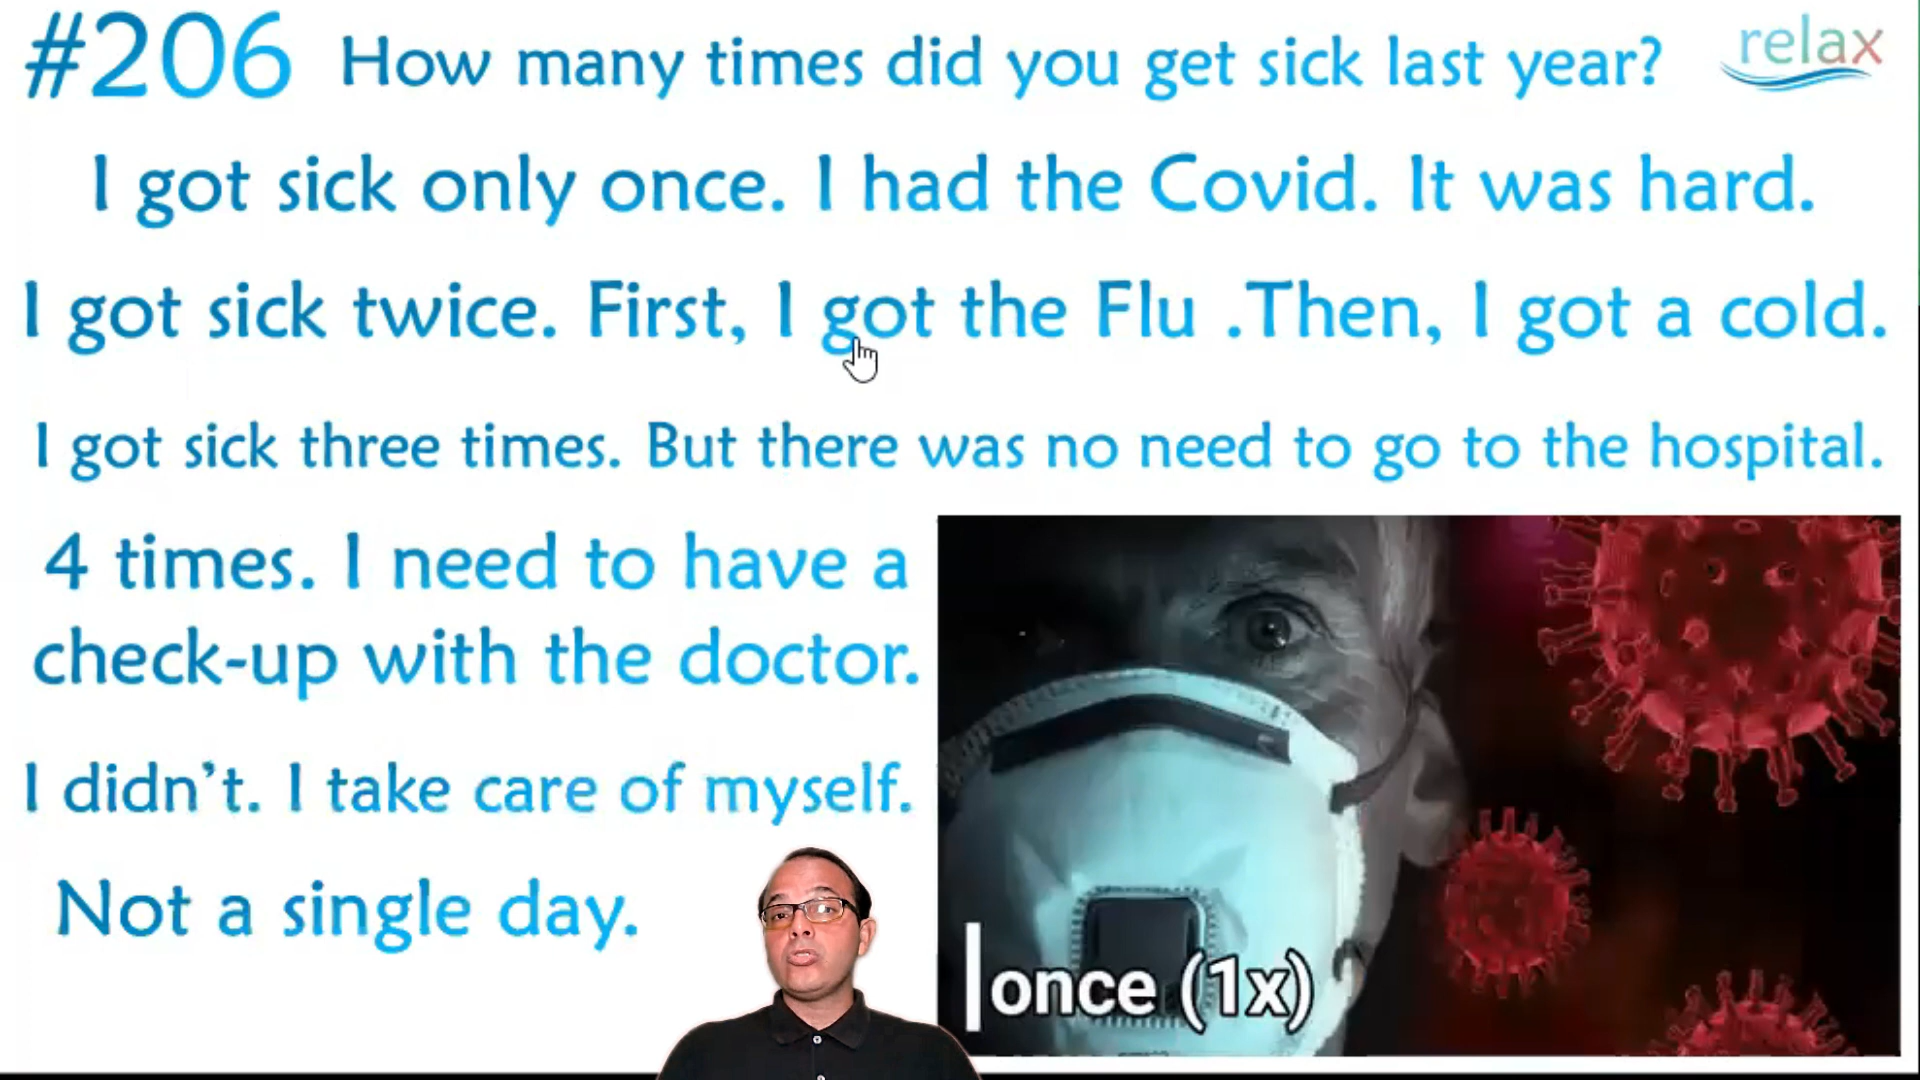 #206 How many times did you get sick last year? relax
I got sick only once. I had the Covid. It was hard.
I got sick twice. First, I got the Flu .Then, I got a cold.
I got sick three times. But there was no need to go to the hospital.
4 times. I need to have a
check-up with the doctor.
I didn't. I take care of myself.
Not a single day.
once (1x)